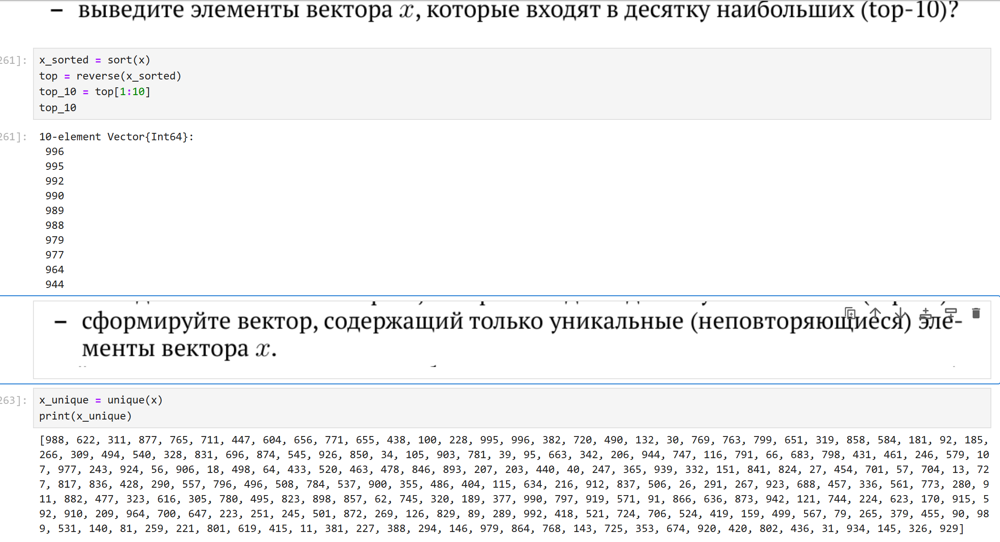 – выведите элементы вектора x, которые входят в десятку наибольших (top-10)?
261]:
x_sorted = sort(x)
top = reverse(x_sorted)
top_10 = top[1:10]
top_10
261]:
10-element Vector{Int64}:
996
995
992
990
989
988
979
977
964
944
– сформируйте вектор, содержащий только уникальные (неповторяющиеся) эле-
менты вектора x.
263]:
x_unique = unique(x)
print(x_unique)
[988, 622, 311, 877, 765, 711, 447, 604, 656, 771, 655, 438, 100, 228, 995, 996, 382, 720, 490, 132, 30, 769, 763, 799, 651, 319, 858, 584, 181, 92, 185,
266, 309, 494, 540, 328, 831, 696, 874, 545, 926, 850, 34, 105, 903, 781, 39, 95, 663, 342, 206, 944, 747, 116, 791, 66, 683, 798, 431, 461, 246, 579, 10
7, 977, 243, 924, 56, 906, 18, 498, 64, 433, 520, 463, 478, 846, 893, 207, 203, 440, 40, 247, 365, 939, 332, 151, 841, 824, 27, 454, 701, 57, 704, 13, 72
7, 817, 836, 428, 290, 557, 796, 496, 508, 784, 537, 900, 355, 486, 404, 115, 634, 216, 912, 837, 506, 26, 291, 267, 923, 688, 457, 336, 561, 773, 280, 9
11, 882, 477, 323, 616, 305, 780, 495, 823, 898, 857, 62, 745, 320, 189, 377, 990, 797, 919, 571, 91, 866, 636, 873, 942, 121, 744, 224, 623, 170, 915, 5
92, 910, 209, 964, 700, 647, 223, 251, 245, 501, 872, 269, 126, 829, 89, 289, 992, 418, 521, 724, 706, 524, 419, 159, 499, 567, 79, 265, 379, 455, 90, 98
9, 531, 140, 81, 259, 221, 801, 619, 415, 11, 381, 227, 388, 294, 146, 979, 864, 768, 143, 725, 353, 674, 920, 420, 802, 436, 31, 934, 145, 326, 929]